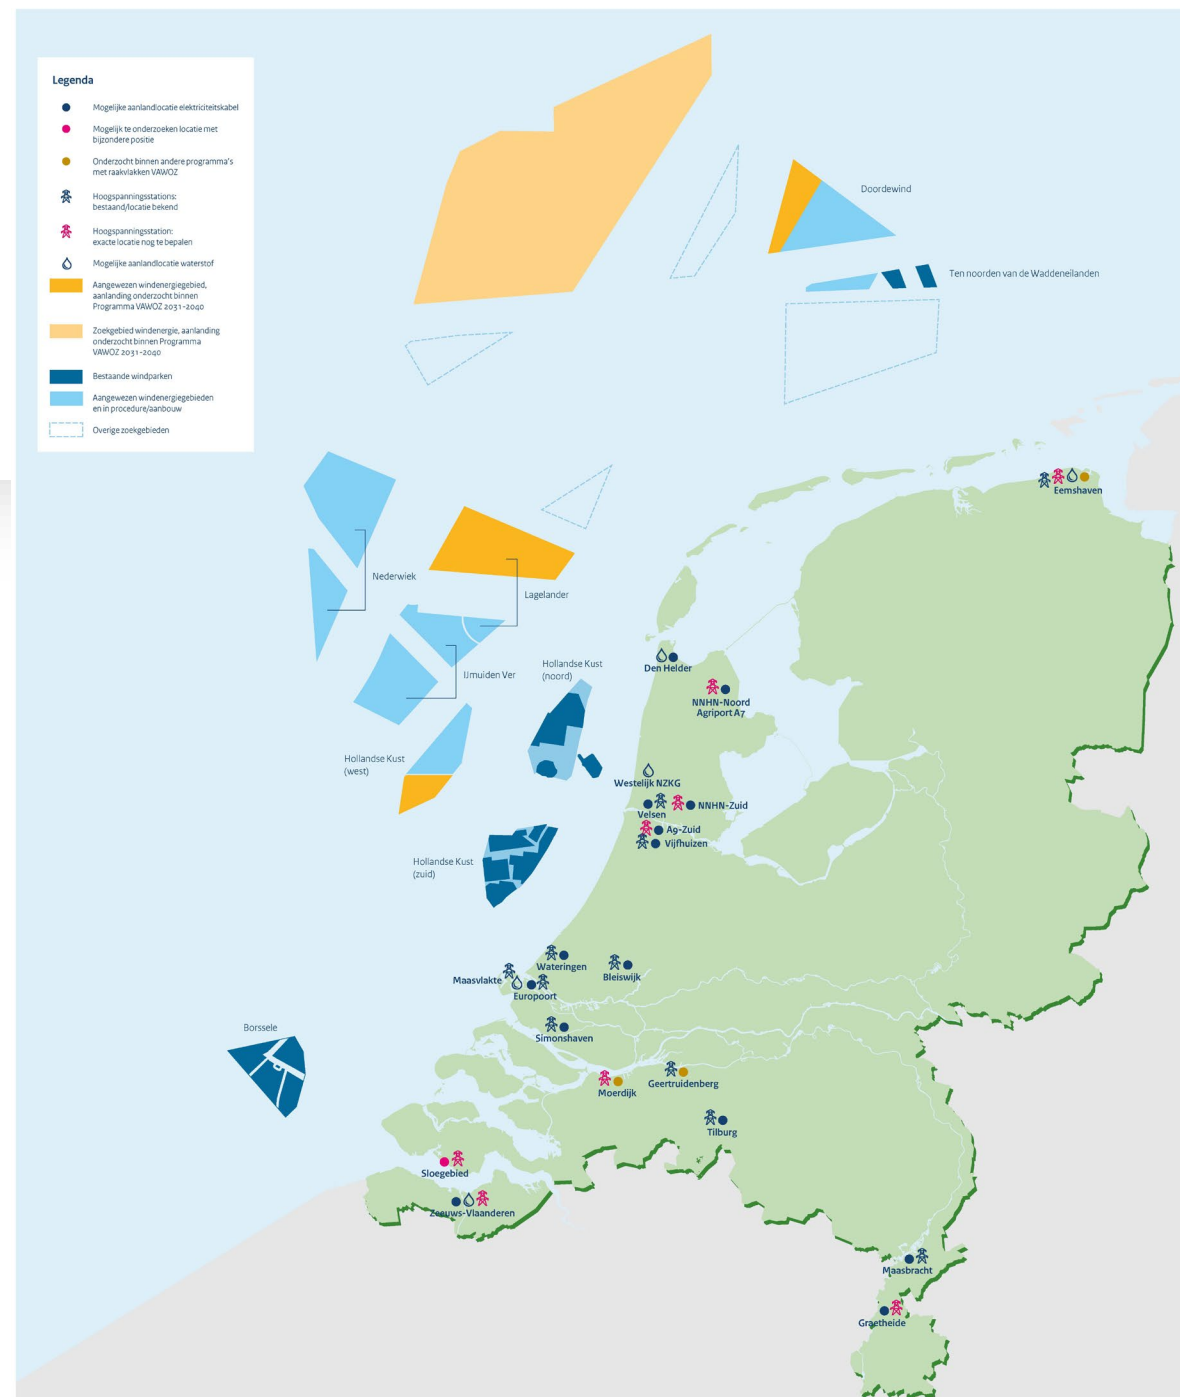 Legenda
Mogelijke aanlandlocatie elektriciteitskabel
Mogelijk te onderzoeken locatie met
bijzondere positie
Onderzocht binnen andere programma's
met raakvlakken VAWOZ
Hoogspanningsstations:
bestaand/locatie bekend
Hoogspanningsstation:
exacte locatie nog te bepalen
Mogelijke aanlandlocatie waterstof
Aangewezen windenergiegebied,
aanlanding onderzocht binnen
Programma VAWOZ 2031-2040
Zoekgebied windenergie, aanlanding
onderzocht binnen Programma
VAWOZ 2031-2040
Bestaande windparken
Aangewezen windenergiegebieden
en in procedure/aanbouw
Overige zoekgebieden
Doordewind
Ten noorden van de Waddeneilanden
Eemshaven
Nederwiek
Lagelander
IJmuiden Ver
Hollandse Kust
(noord)
Den Helder
NNHN-Noord
Agriport A7
Hollandse Kust
(west)
Westelijk NZKG
Velsen
NNHN-Zuid
A9-Zuid
Vijfhuizen
Hollandse Kust
(zuid)
Wateringen
Bleiswijk
Maasvlakte
Europoort
Simonshaven
Borssele
Moerdijk
Geertruidenberg
Tilburg
Sloegebied
Zeeuws-Vlaanderen
Maasbracht
Graetheide